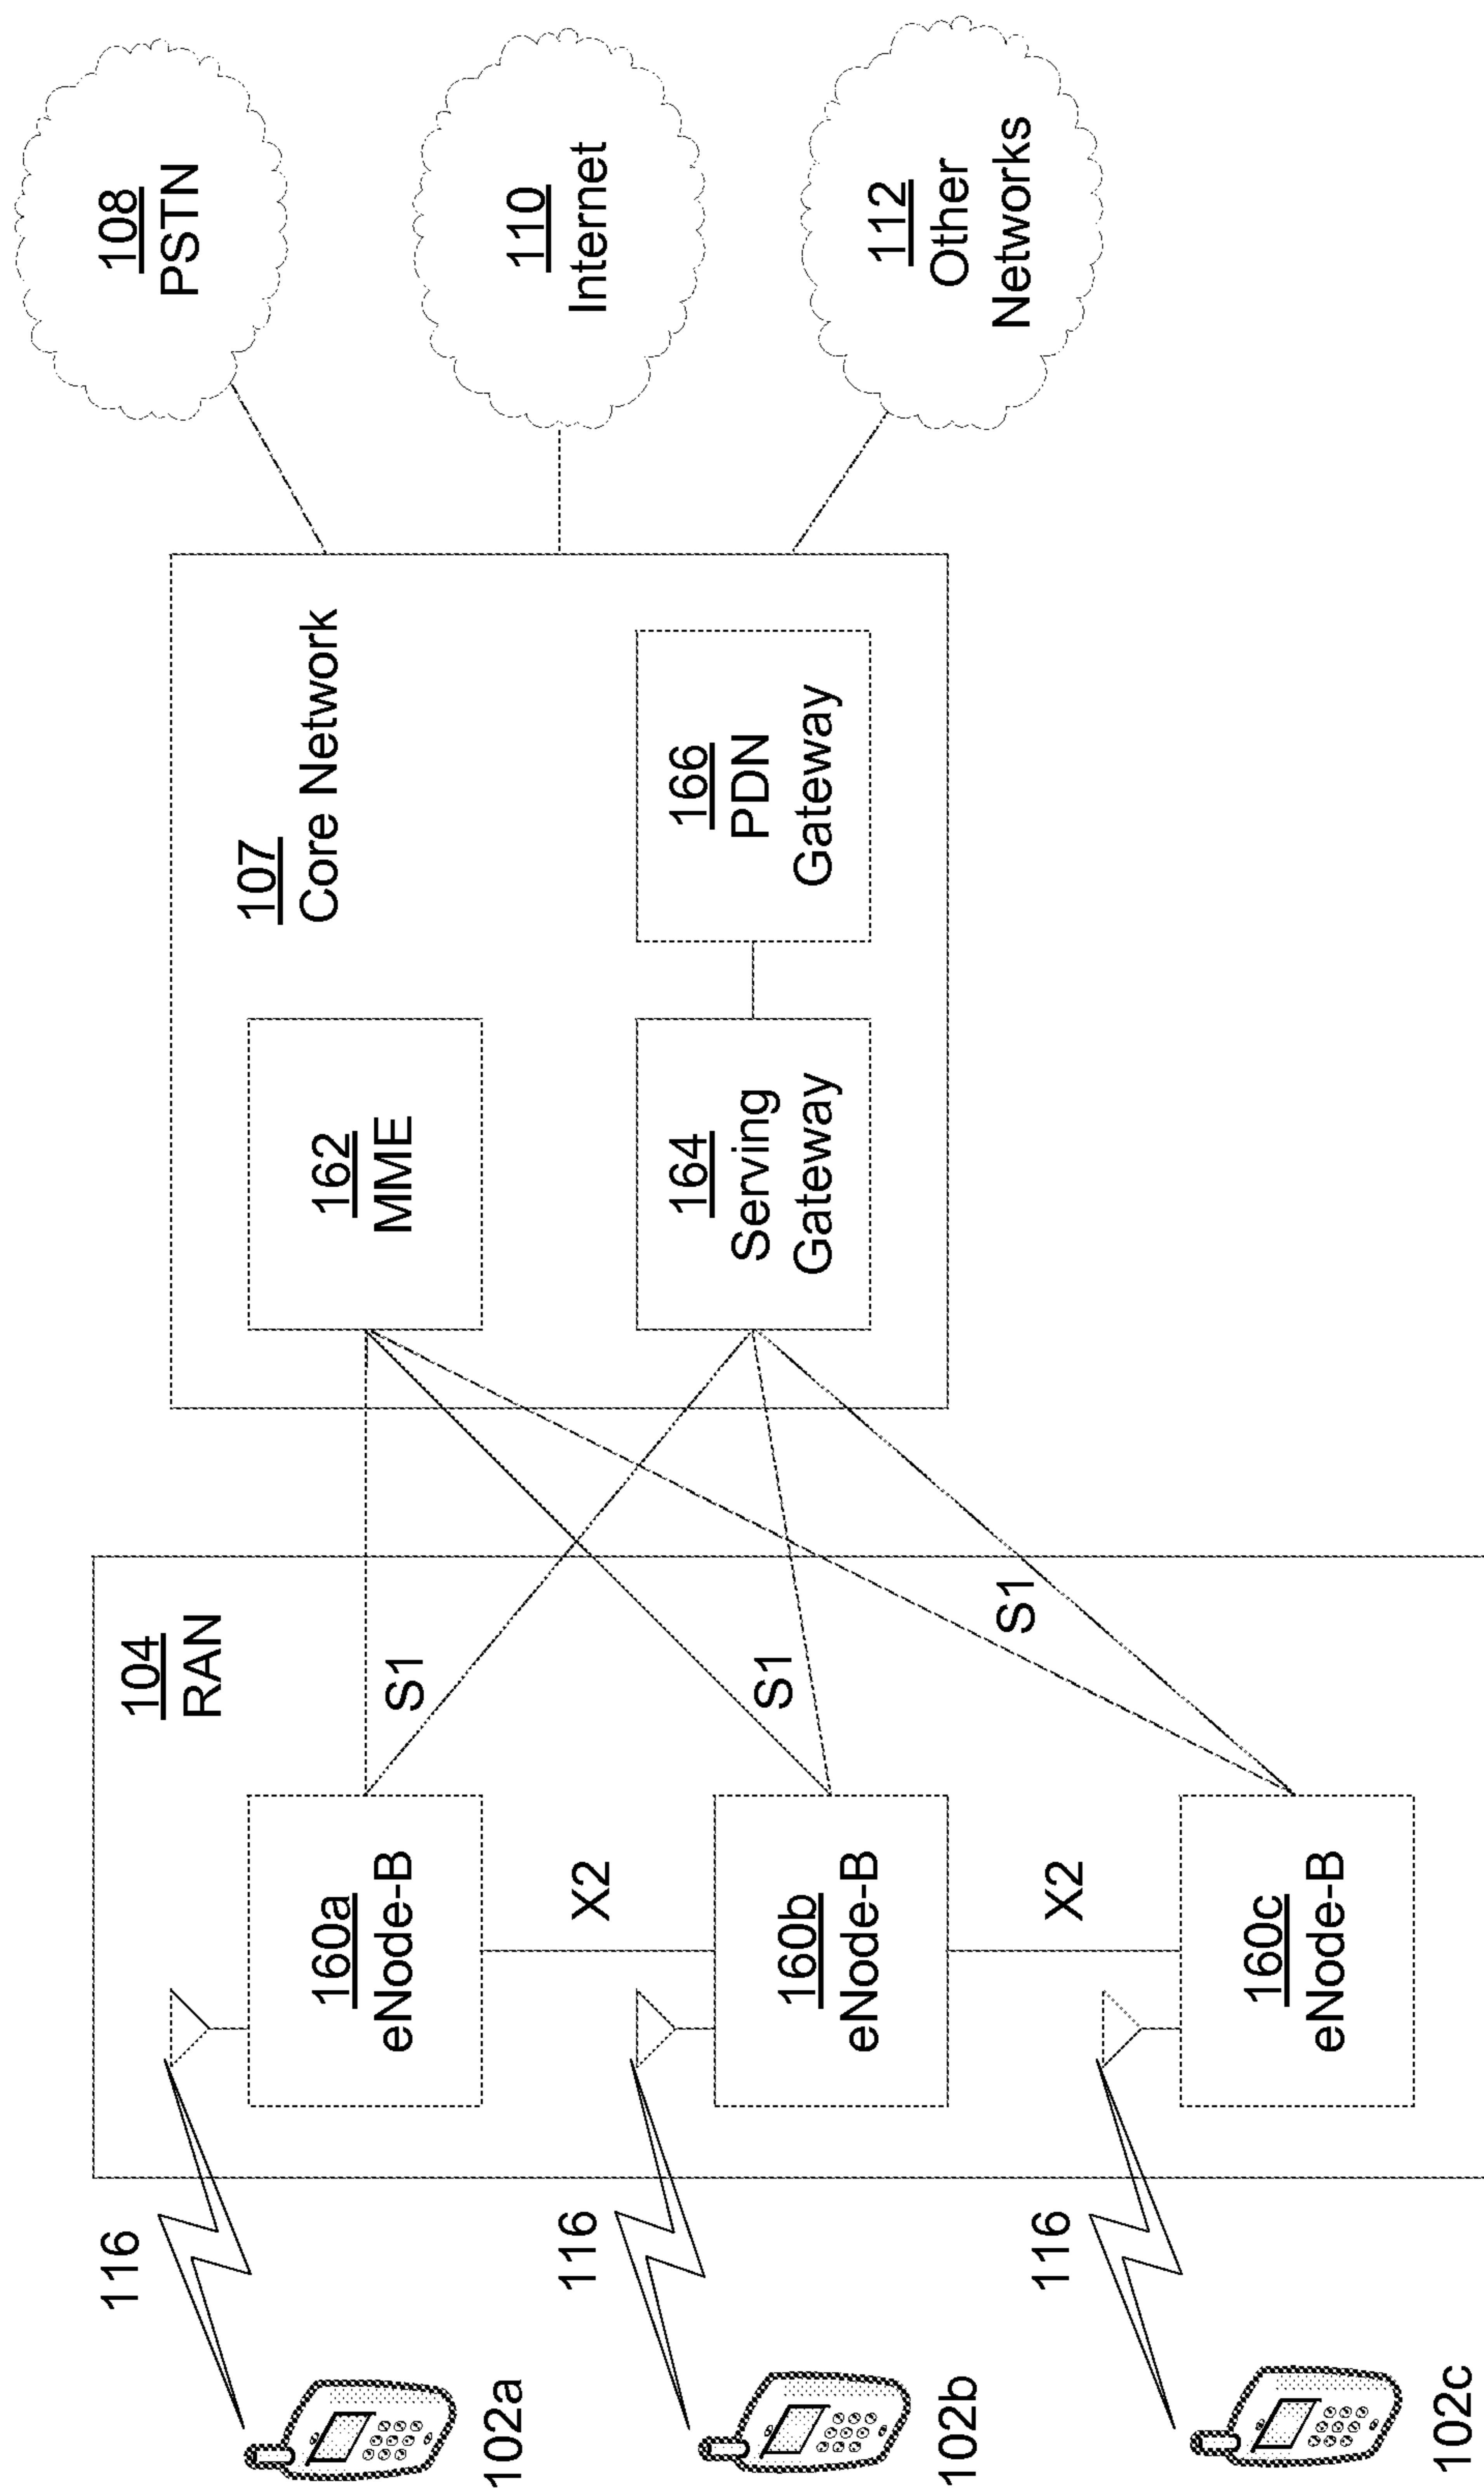 102a
116
102b
116
102c
116
104
RAN
160a
eNode-B
X2
160b
eNode-B
X2
160c
eNode-B
S1
S1
S1
107
Core Network
162
MME
164
Serving
Gateway
166
PDN
Gateway
108
PSTN
110
Internet
112
Other
Networks